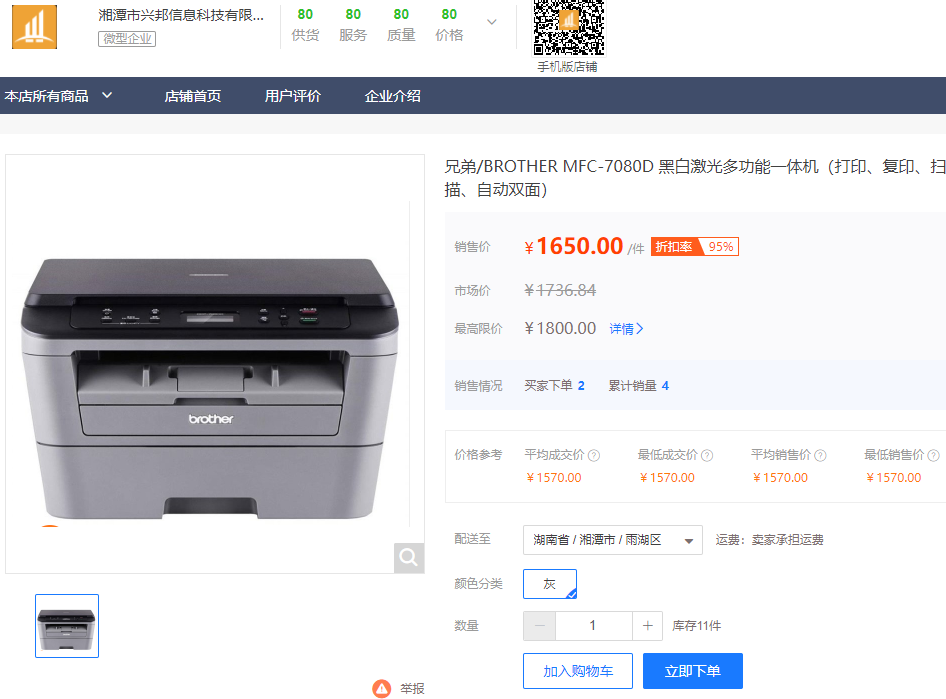 湘潭市兴邦信息科技有限...
微型企业
80 80 80 80
供货 服务 质量 价格
手机版店铺
本店所有商品 店铺首页 用户评价 企业介绍
兄弟/BROTHER MFC-7080D 黑白激光多功能一体机（打印、复印、扫
描、自动双面）
销售价 ¥1650.00 /件 折扣率 95%
市场价 ¥1736.84
最高限价 ¥1800.00 详情
销售情况 买家下单 2 累计销量 4
brother
价格参考 平均成交价 最低成交价 平均销售价 最低销售价
¥1570.00 ¥1570.00 ¥1570.00 ¥1570.00
配送至 湖南省 / 湘潭市 / 雨湖区 运费：卖家承担运费
颜色分类 灰
数量 1 库存11件
加入购物车 立即下单
举报